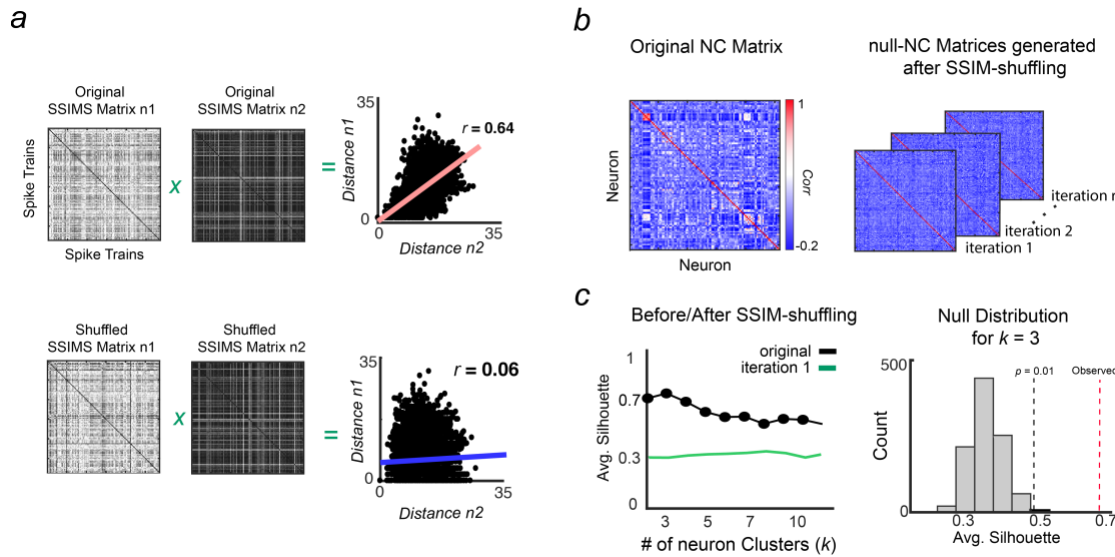 a
Original
SSIMS Matrix n1
Original
SSIMS Matrix n2
Spike Trains
Spike Trains
x
=
35
Distance n1
0
0
35
Distance n2
r = 0.64
Shuffled
SSIMS Matrix n1
Shuffled
SSIMS Matrix n2
x
=
35
Distance n1
0
0
35
Distance n2
r = 0.06
b
Original NC Matrix
Neuron
Neuron
1
Corr
-0.2
null-NC Matrices generated
after SSIM-shuffling
iteration 1
iteration 2
iteration n
c
Before/After SSIM-shuffling
original
iteration 1
1
0.7
0.3
0
Avg. Silhouette
3
5
7
10
# of neuron Clusters (k)
Null Distribution
for k = 3
p = 0.01
Observed
500
Count
0
0.3
0.5
0.7
Avg. Silhouette